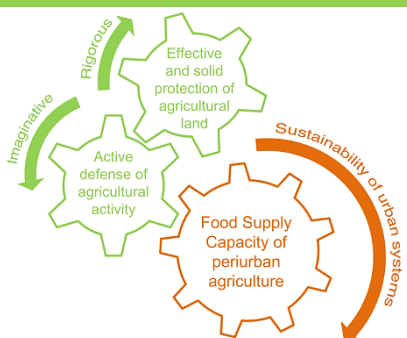 Rigorous
Effective
and solid
protection of
agricultural
land
Imaginative
Active
defense of
agricultural
activity
Sustainability of urban systems
Food Supply
Capacity of
periurban
agriculture